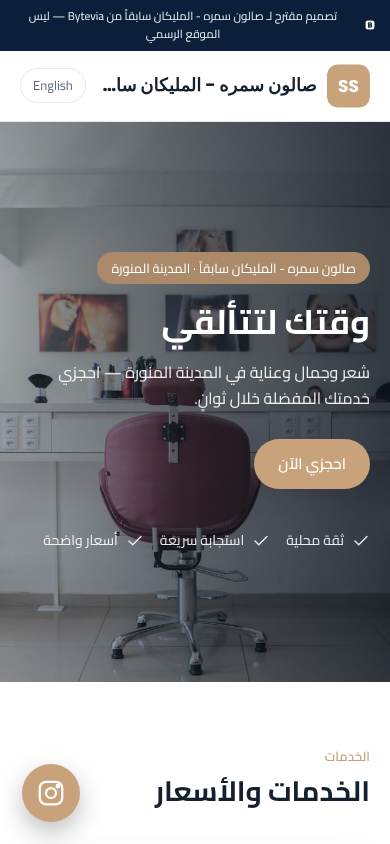 تصميم مقترح لـ صالون سمره - المليكان سابقاً من Bytevia — ليس
الموقع الرسمي
SS
صالون سمره - المليكان سا...
English
صالون سمره - المليكان سابقاً · المدينة المنورة
وقتك لتتألقي
شعر وجمال وعناية في المدينة المنورة — احجزي
خدمتك المفضلة خلال ثوانٍ.
احجزي الآن
ثقة محلية
استجابة سريعة
أسعار واضحة
الخدمات
الخدمات والأسعار